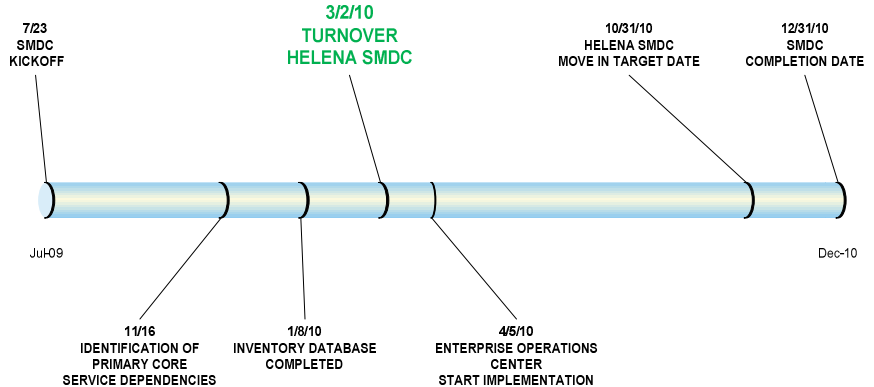 7/23
SMDC
KICKOFF
3/2/10
TURNOVER
HELENA SMDC
10/31/10
HELENA SMDC
MOVE IN TARGET DATE
12/31/10
SMDC
COMPLETION DATE
Jul-09
Dec-10
11/16
IDENTIFICATION OF
PRIMARY CORE
SERVICE DEPENDENCIES
1/8/10
INVENTORY DATABASE
COMPLETED
4/5/10
ENTERPRISE OPERATIONS
CENTER
START IMPLEMENTATION